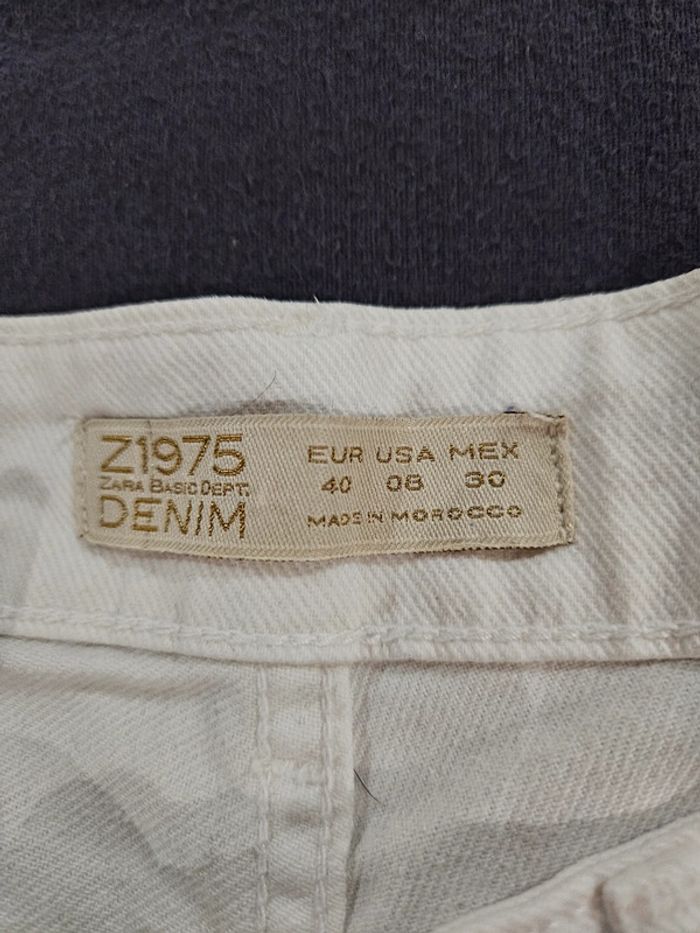 Z1975
ZARA BASIC DEPT.
DENIM
EUR USA MEX
40 08 30
MADE IN MOROCCO